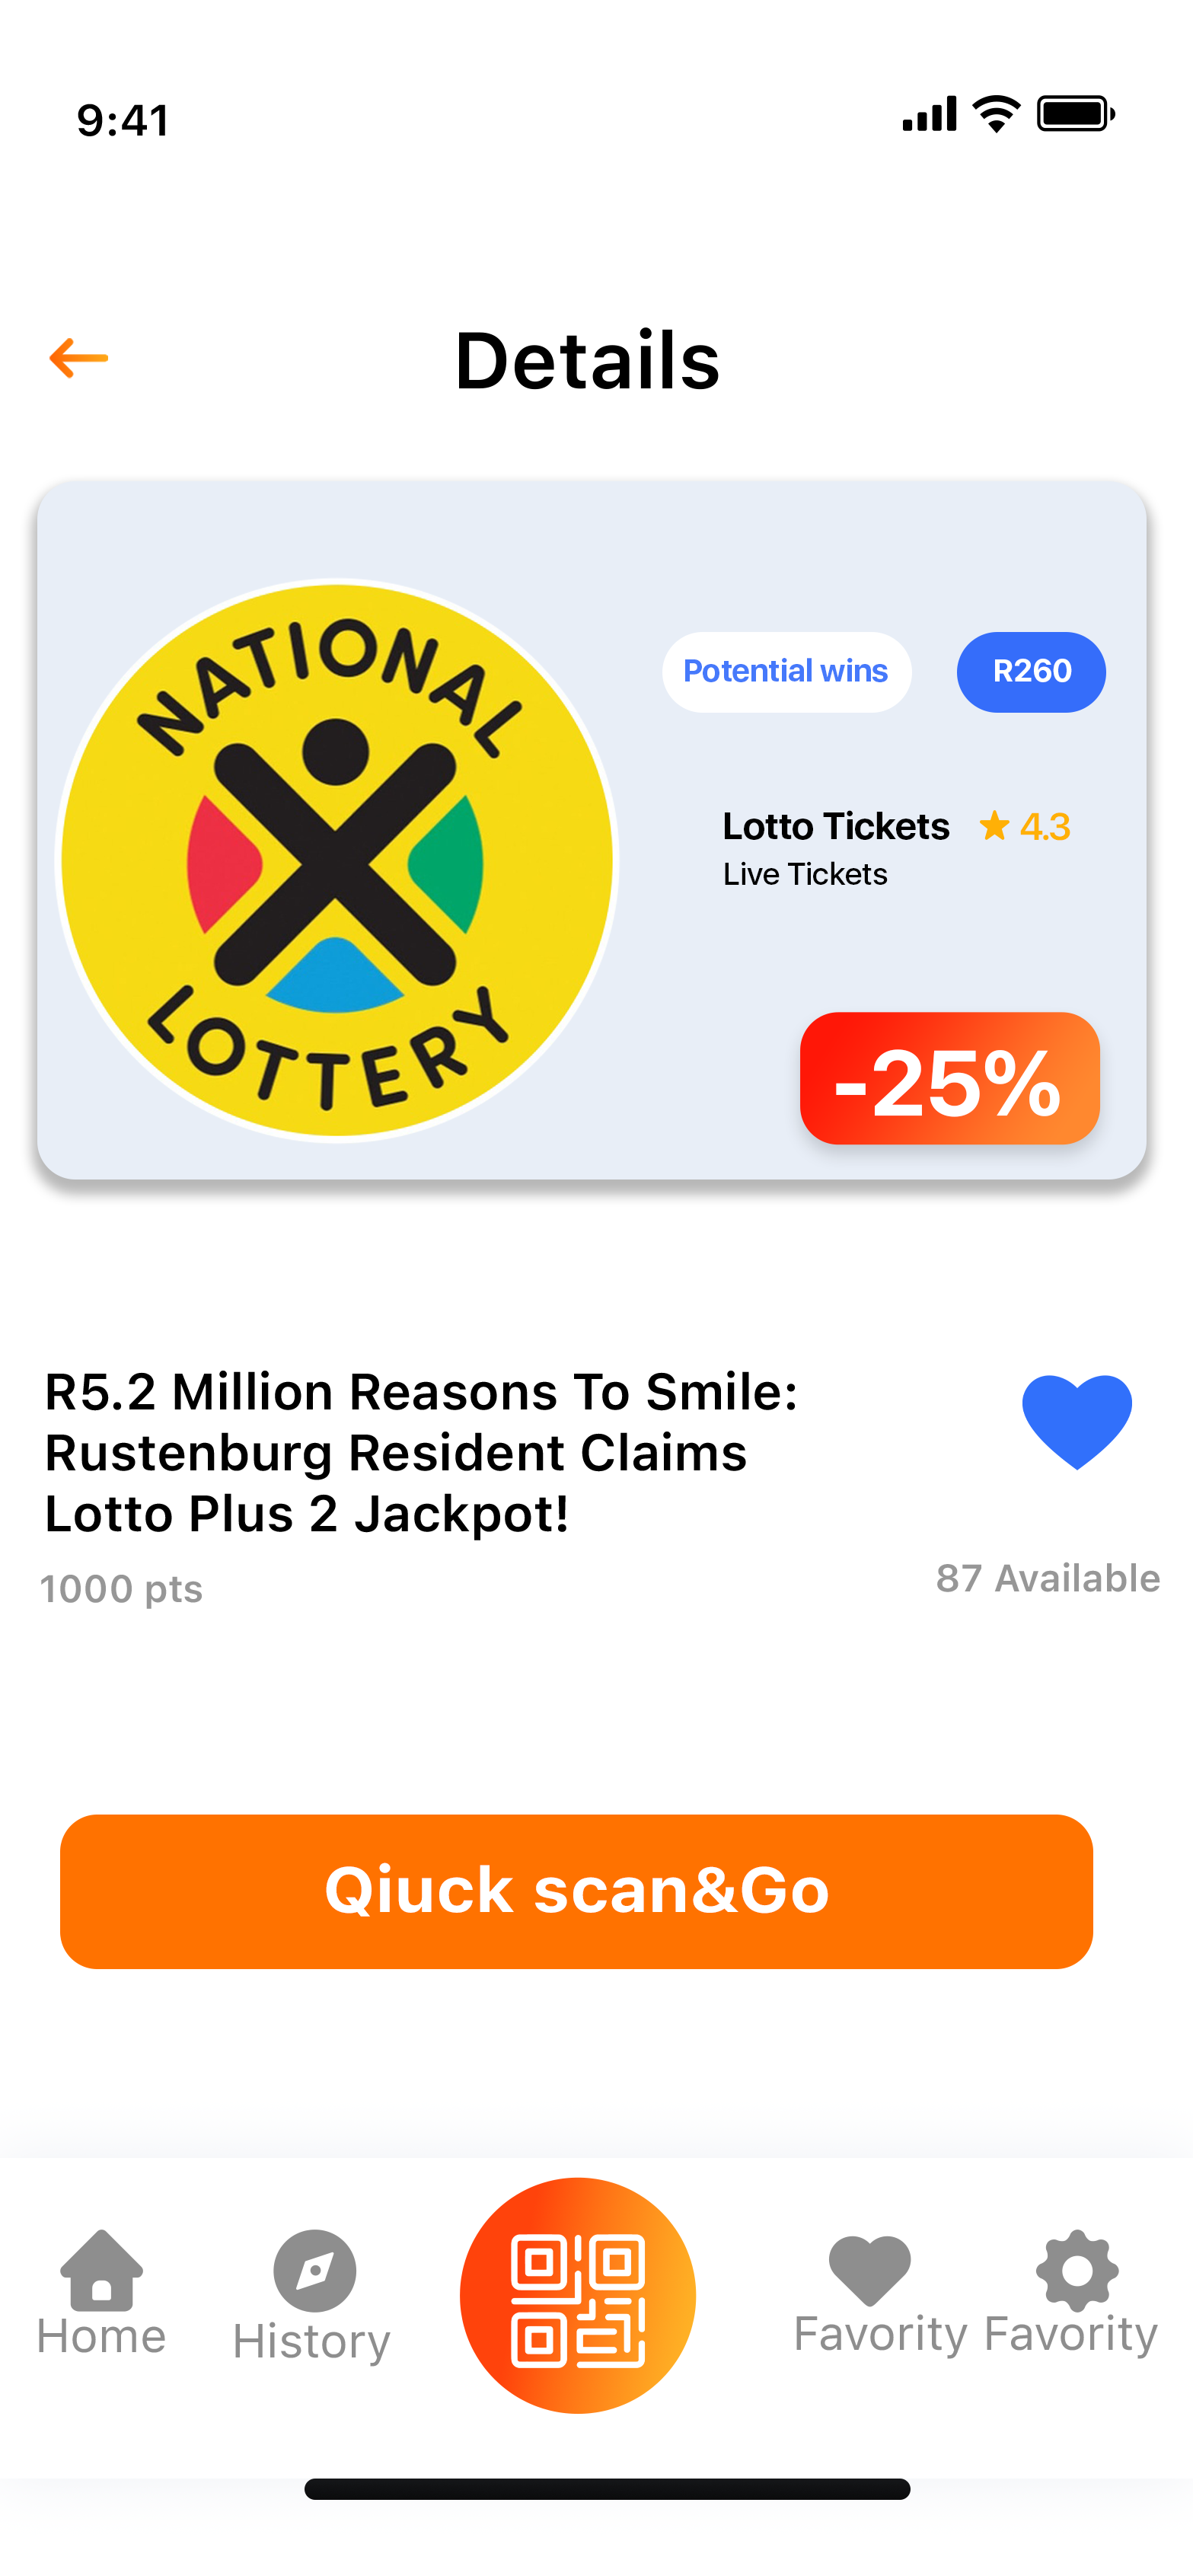 9:41
Details
NATIONAL
LOTTERY
Potential wins R260
Lotto Tickets 4.3
Live Tickets
-25%
R5.2 Million Reasons To Smile:
Rustenburg Resident Claims
Lotto Plus 2 Jackpot!
1000 pts
87 Available
Qiuck scan&Go
Home History Favority Favority